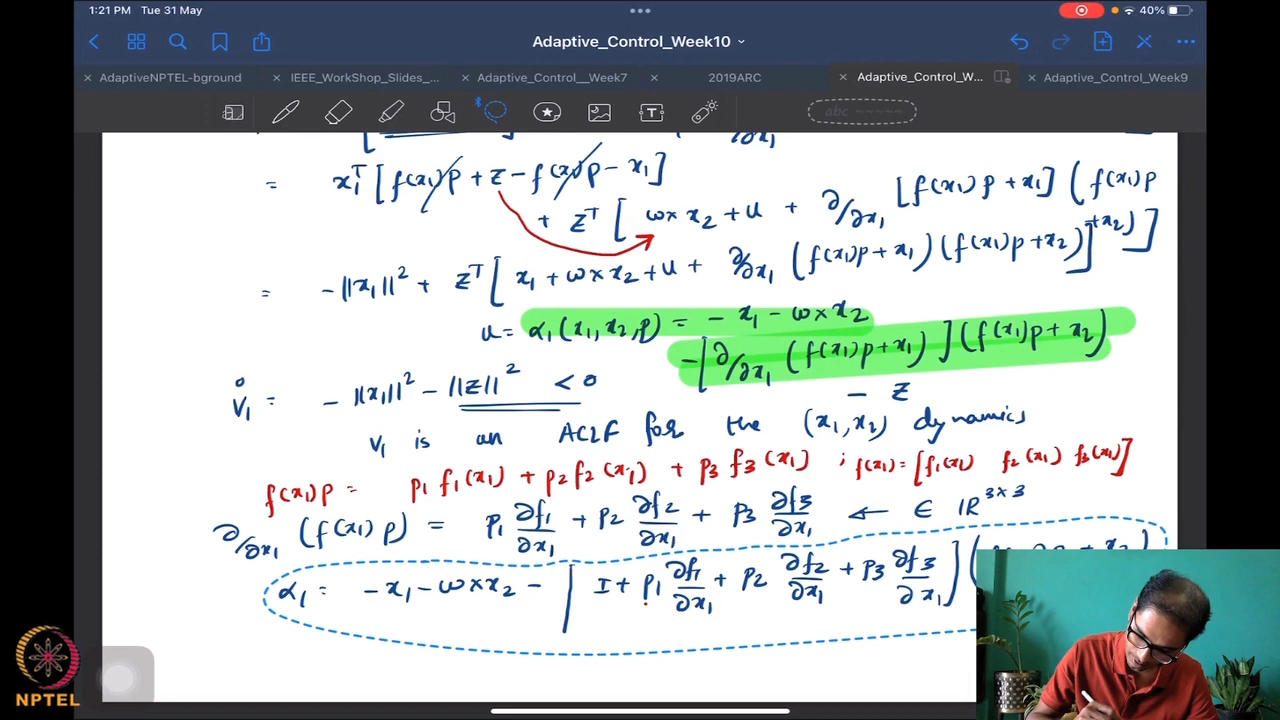 1:21 PM Tue 31 May
40%
Adaptive_Control_Week10
AdaptiveNPTEL-bground
IEEE_WorkShop_Slides_...
Adaptive_Control__Week7
2019ARC
Adaptive_Control_W...
Adaptive_Control_Week9
abc
∂/∂x₁
= x₁ᵀ [f(x₁)p + z - f(x₁)p - x₁]
+ zᵀ [ ω× x₂ + u + ∂/∂x₁ [f(x₁)p + x₁] (f(x₁)p + x₂) ]
= -||x₁||² + zᵀ [ x₁ + ω× x₂ + u + ∂/∂x₁ (f(x₁)p + x₁) (f(x₁)p + x₂) ]
u = α₁(x₁, x₂, p) = - x₁ - ω× x₂
- [ ∂/∂x₁ (f(x₁)p + x₁) ] (f(x₁)p + x₂)
- z
V̇₁ = - ||x₁||² - ||z||² < 0
V₁ is an ACLF for the (x₁, x₂) dynamics
f(x₁)p = p₁ f₁(x₁) + p₂ f₂(x₁) + p₃ f₃(x₁) ; f(x₁) = [f₁(x₁) f₂(x₁) f₃(x₁)]
∂/∂x₁ (f(x₁)p) = p₁ ∂f₁/∂x₁ + p₂ ∂f₂/∂x₁ + p₃ ∂f₃/∂x₁ ← ∈ ℝ³ˣ³
α₁ = -x₁ - ω× x₂ - [ I + p₁ ∂f₁/∂x₁ + p₂ ∂f₂/∂x₁ + p₃ ∂f₃/∂x₁ ] (
NPTEL